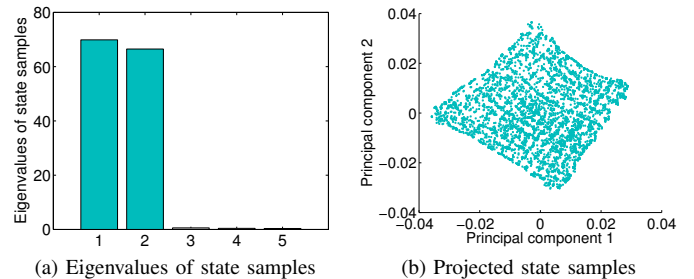 80
60
40
20
0
Eigenvalues of state samples
1 2 3 4 5
(a) Eigenvalues of state samples
0.04
0.02
0
−0.02
−0.04
Principal component 2
−0.04 −0.02 0 0.02 0.04
Principal component 1
(b) Projected state samples